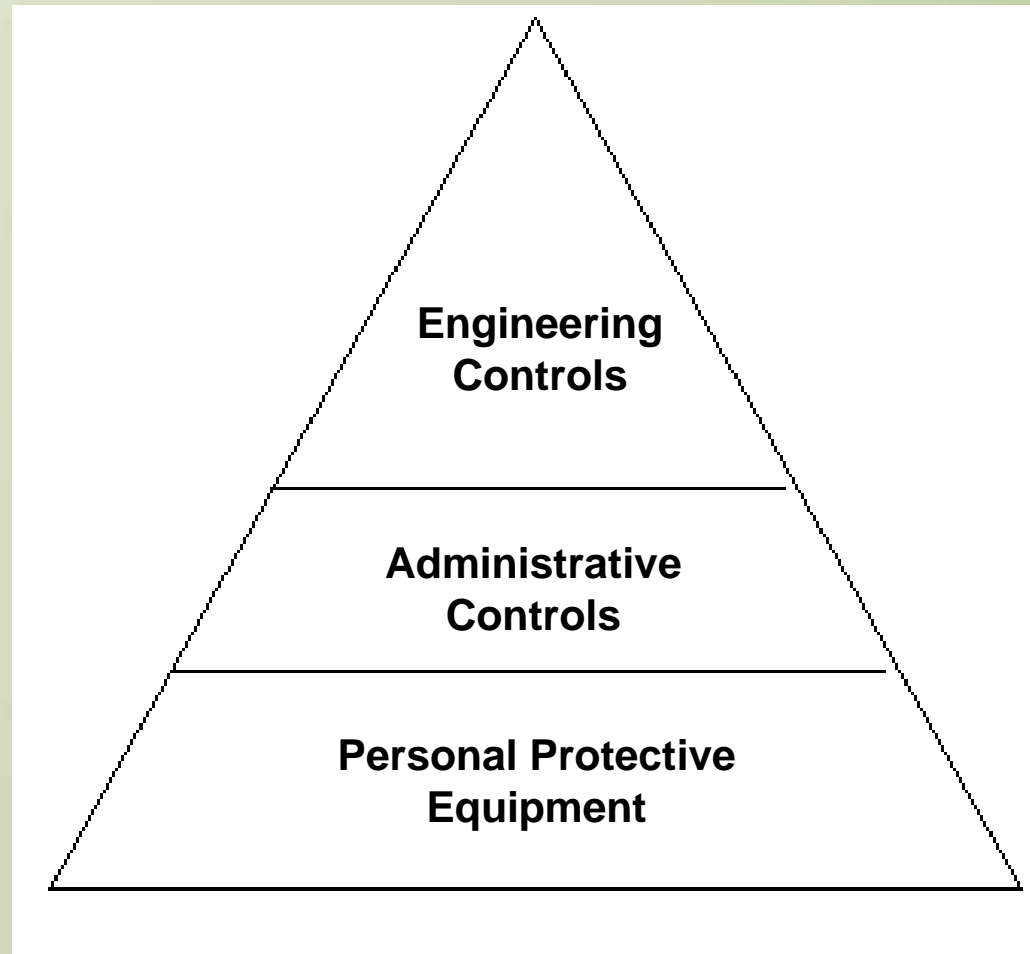 Engineering
Controls
Administrative
Controls
Personal Protective
Equipment